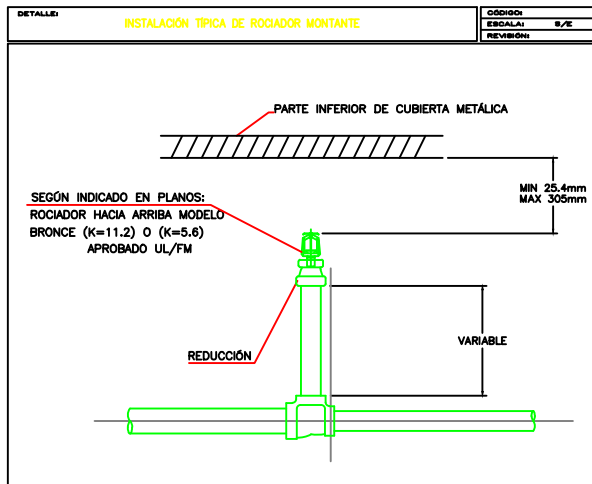 DETALLE:
INSTALACIÓN TÍPICA DE ROCIADOR MONTANTE
CÓDIGO:
ESCALA: S/E
REVISIÓN:
PARTE INFERIOR DE CUBIERTA METÁLICA
MIN 25.4mm
MAX 305mm
SEGÚN INDICADO EN PLANOS:
ROCIADOR HACIA ARRIBA MODELO
BRONCE (K=11.2) O (K=5.6)
APROBADO UL/FM
VARIABLE
REDUCCIÓN